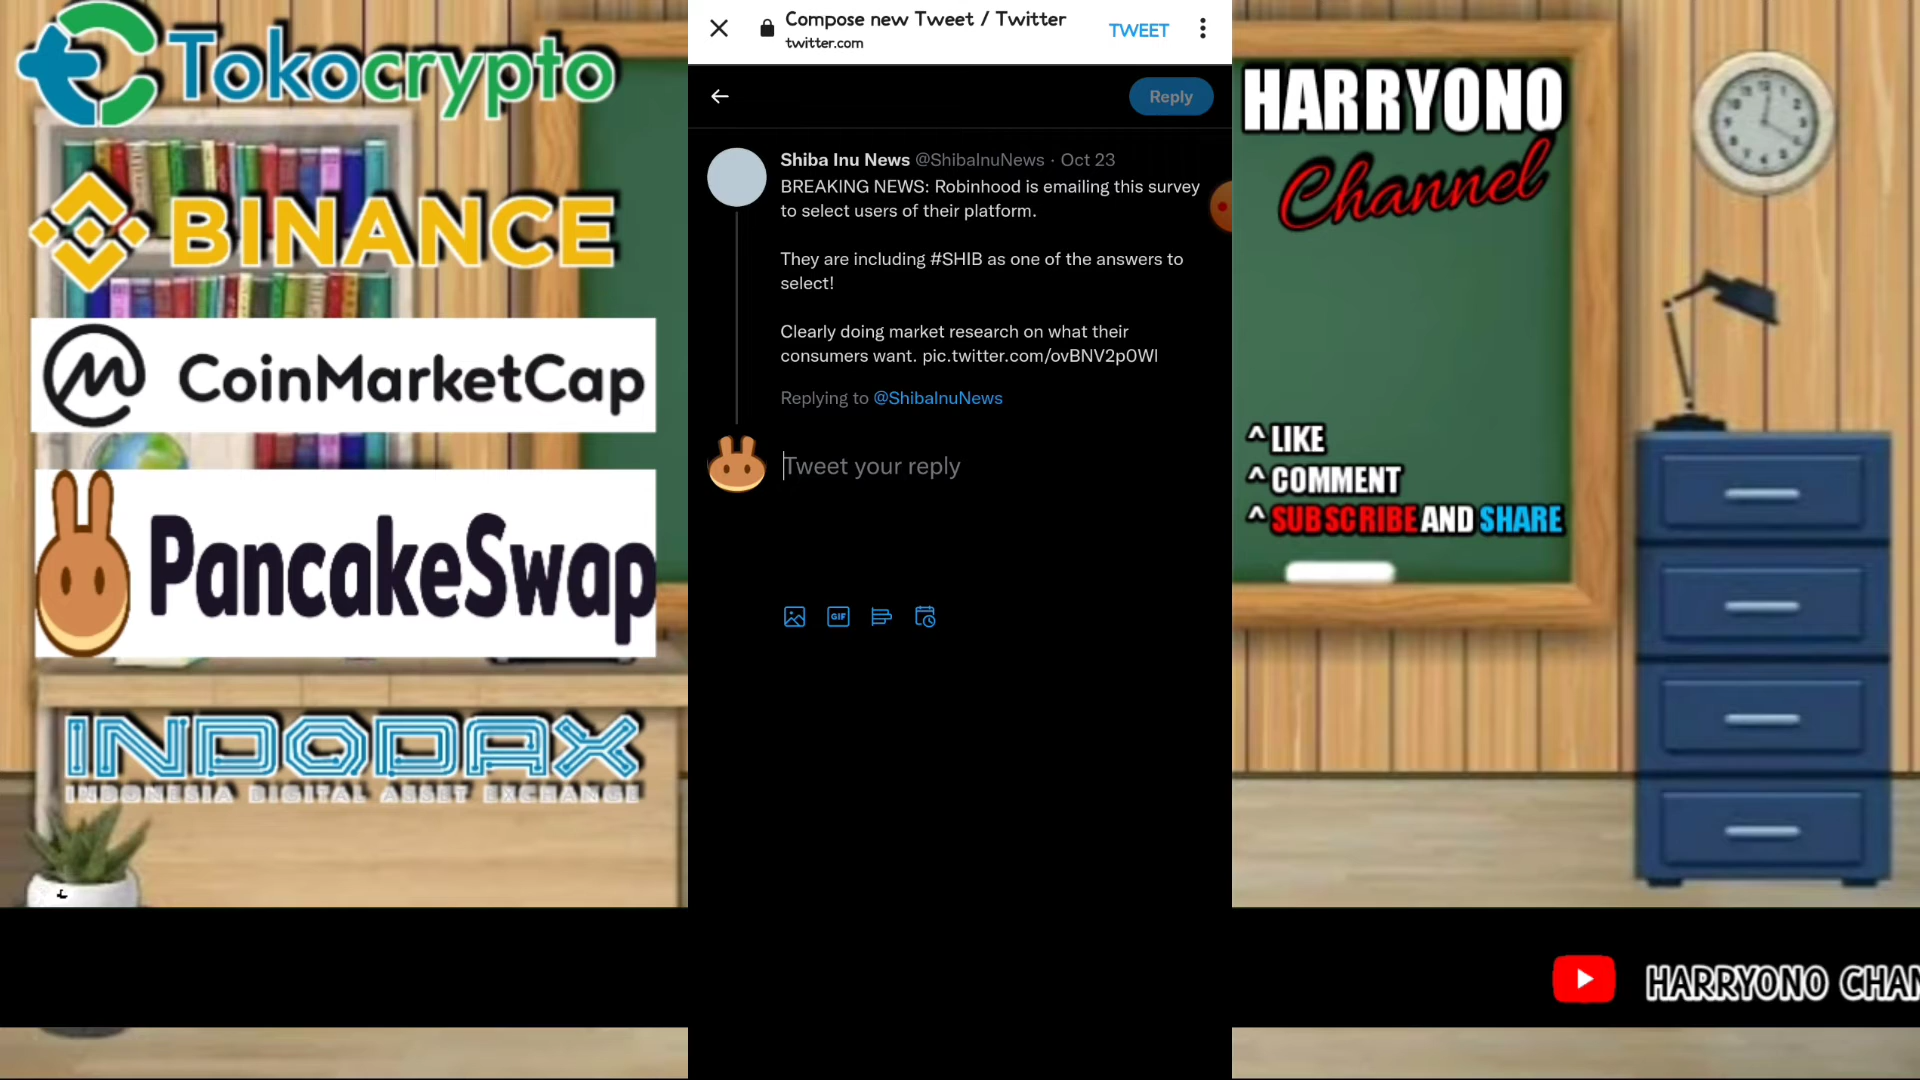 Tokocrypto
BINANCE
CoinMarketCap
PancakeSwap
INDODAX
INDONESIA DIGITAL ASSET EXCHANGE
Compose new Tweet / Twitter
twitter.com
TWEET
Reply
Shiba Inu News @ShibaInuNews · Oct 23
BREAKING NEWS: Robinhood is emailing this survey
to select users of their platform.
They are including #SHIB as one of the answers to
select!
Clearly doing market research on what their
consumers want. pic.twitter.com/ovBNV2p0WI
Replying to @ShibaInuNews
Tweet your reply
GIF
HARRYONO
Channel
^ LIKE
^ COMMENT
^ SUBSCRIBE AND SHARE
HARRYONO CHAN